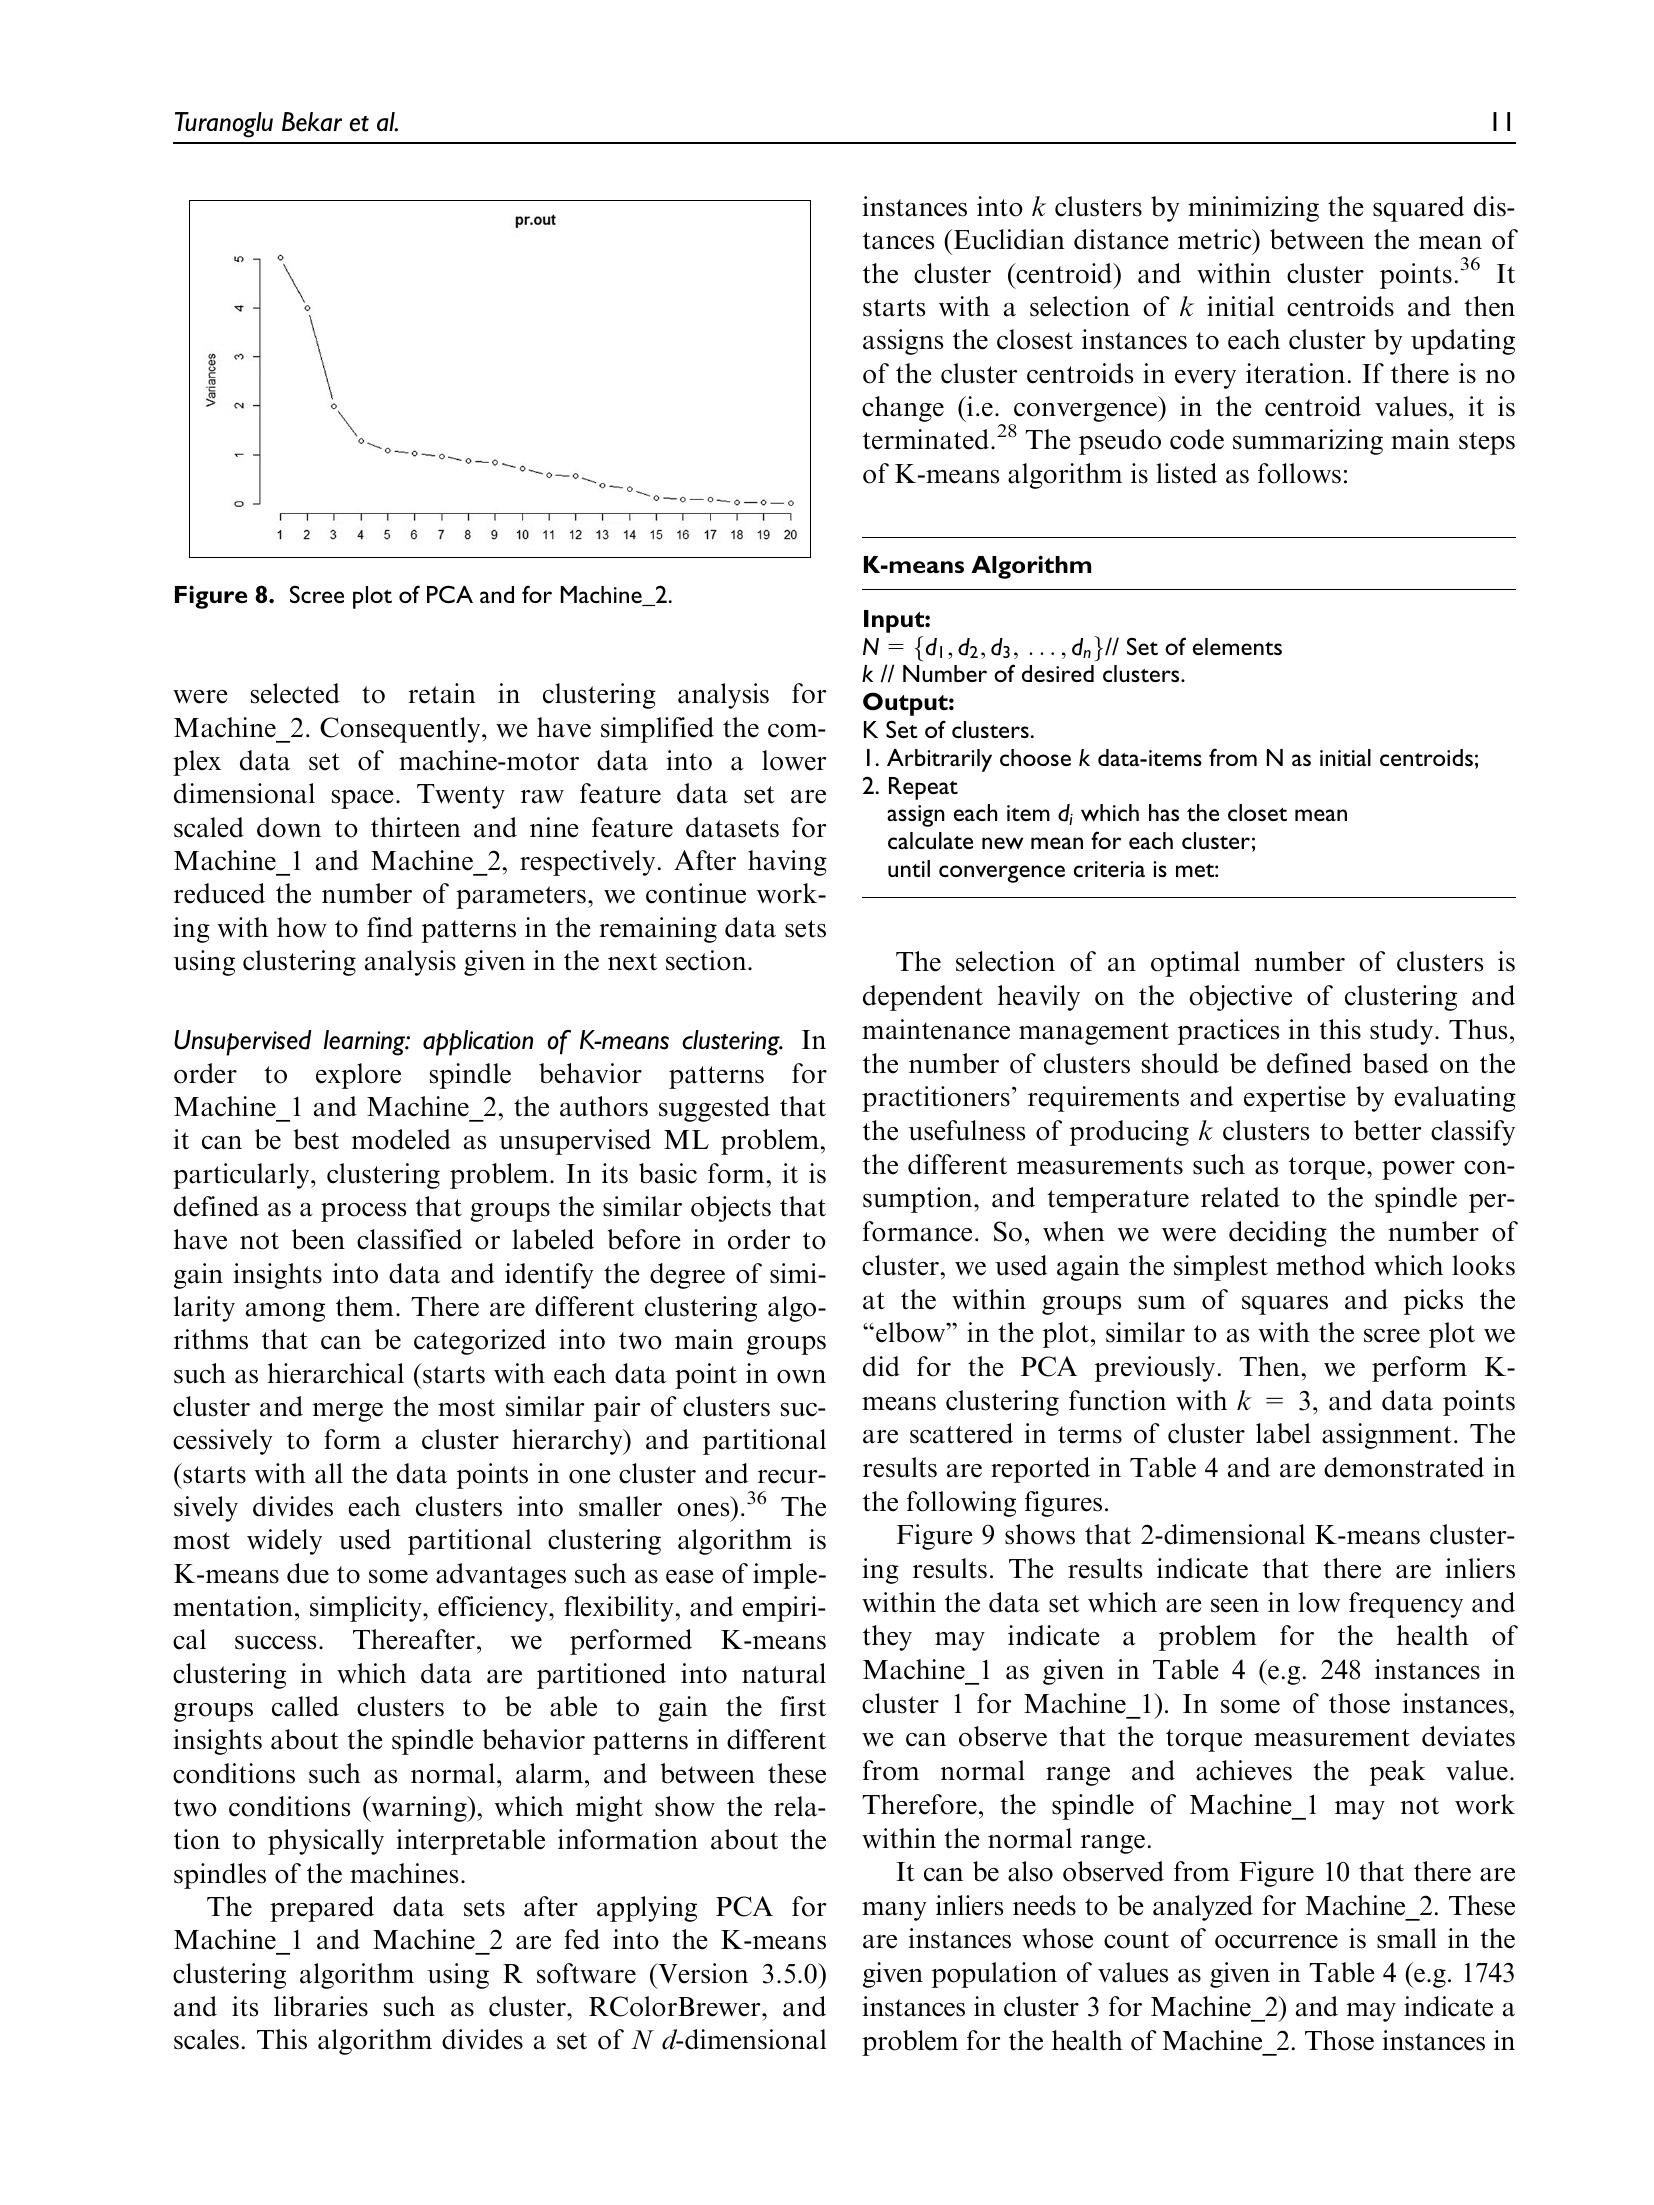 Turanoglu Bekar et al.
11
pr.out
Variances
5
4
3
2
1
0
1 2 3 4 5 6 7 8 9 10 11 12 13 14 15 16 17 18 19 20
Figure 8. Scree plot of PCA and for Machine_2.
were selected to retain in clustering analysis for
Machine_2. Consequently, we have simplified the com-
plex data set of machine-motor data into a lower
dimensional space. Twenty raw feature data set are
scaled down to thirteen and nine feature datasets for
Machine_1 and Machine_2, respectively. After having
reduced the number of parameters, we continue work-
ing with how to find patterns in the remaining data sets
using clustering analysis given in the next section.
Unsupervised learning: application of K-means clustering. In
order to explore spindle behavior patterns for
Machine_1 and Machine_2, the authors suggested that
it can be best modeled as unsupervised ML problem,
particularly, clustering problem. In its basic form, it is
defined as a process that groups the similar objects that
have not been classified or labeled before in order to
gain insights into data and identify the degree of simi-
larity among them. There are different clustering algo-
rithms that can be categorized into two main groups
such as hierarchical (starts with each data point in own
cluster and merge the most similar pair of clusters suc-
cessively to form a cluster hierarchy) and partitional
(starts with all the data points in one cluster and recur-
sively divides each clusters into smaller ones).36 The
most widely used partitional clustering algorithm is
K-means due to some advantages such as ease of imple-
mentation, simplicity, efficiency, flexibility, and empiri-
cal success. Thereafter, we performed K-means
clustering in which data are partitioned into natural
groups called clusters to be able to gain the first
insights about the spindle behavior patterns in different
conditions such as normal, alarm, and between these
two conditions (warning), which might show the rela-
tion to physically interpretable information about the
spindles of the machines.
The prepared data sets after applying PCA for
Machine_1 and Machine_2 are fed into the K-means
clustering algorithm using R software (Version 3.5.0)
and its libraries such as cluster, RColorBrewer, and
scales. This algorithm divides a set of N d-dimensional
instances into k clusters by minimizing the squared dis-
tances (Euclidian distance metric) between the mean of
the cluster (centroid) and within cluster points.36 It
starts with a selection of k initial centroids and then
assigns the closest instances to each cluster by updating
of the cluster centroids in every iteration. If there is no
change (i.e. convergence) in the centroid values, it is
terminated.28 The pseudo code summarizing main steps
of K-means algorithm is listed as follows:
K-means Algorithm
Input:
N = {d1, d2, d3, ..., dn}// Set of elements
k // Number of desired clusters.
Output:
K Set of clusters.
1. Arbitrarily choose k data-items from N as initial centroids;
2. Repeat
assign each item di which has the closet mean
calculate new mean for each cluster;
until convergence criteria is met:
The selection of an optimal number of clusters is
dependent heavily on the objective of clustering and
maintenance management practices in this study. Thus,
the number of clusters should be defined based on the
practitioners' requirements and expertise by evaluating
the usefulness of producing k clusters to better classify
the different measurements such as torque, power con-
sumption, and temperature related to the spindle per-
formance. So, when we were deciding the number of
cluster, we used again the simplest method which looks
at the within groups sum of squares and picks the
“elbow” in the plot, similar to as with the scree plot we
did for the PCA previously. Then, we perform K-
means clustering function with k = 3, and data points
are scattered in terms of cluster label assignment. The
results are reported in Table 4 and are demonstrated in
the following figures.
Figure 9 shows that 2-dimensional K-means cluster-
ing results. The results indicate that there are inliers
within the data set which are seen in low frequency and
they may indicate a problem for the health of
Machine_1 as given in Table 4 (e.g. 248 instances in
cluster 1 for Machine_1). In some of those instances,
we can observe that the torque measurement deviates
from normal range and achieves the peak value.
Therefore, the spindle of Machine_1 may not work
within the normal range.
It can be also observed from Figure 10 that there are
many inliers needs to be analyzed for Machine_2. These
are instances whose count of occurrence is small in the
given population of values as given in Table 4 (e.g. 1743
instances in cluster 3 for Machine_2) and may indicate a
problem for the health of Machine_2. Those instances in